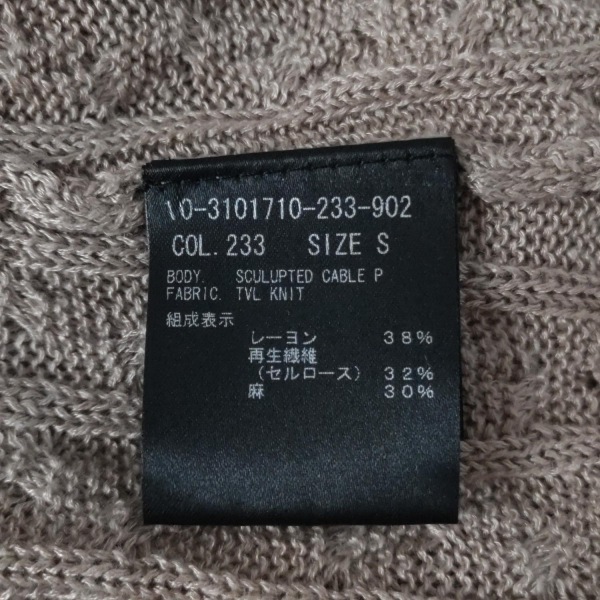 10-3101710-233-902
COL.233 SIZE S
BODY. SCULUPTED CABLE P
FABRIC. TVL KNIT
組成表示
レーヨン 38%
再生繊維
(セルロース) 32%
麻 30%